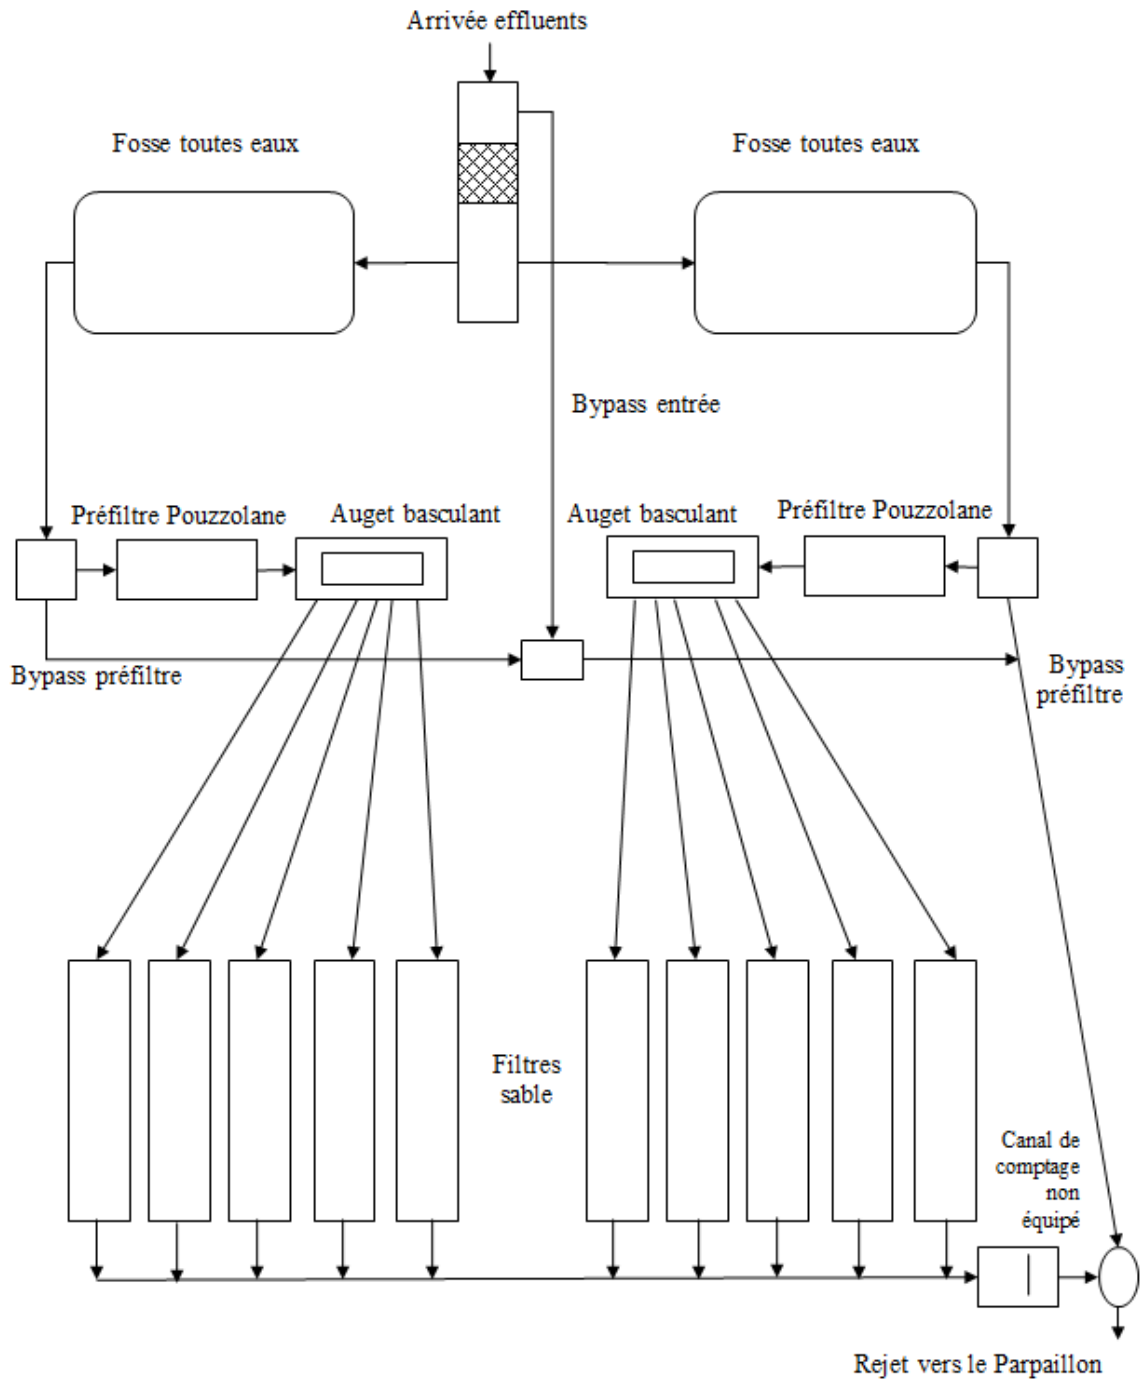 Arrivée effluents
Fosse toutes eaux
Fosse toutes eaux
Bypass entrée
Préfiltre Pouzzolane
Auget basculant
Auget basculant
Préfiltre Pouzzolane
Bypass préfiltre
Bypass
préfiltre
Filtres
sable
Canal de
comptage
non
équipé
Rejet vers le Parpaillon